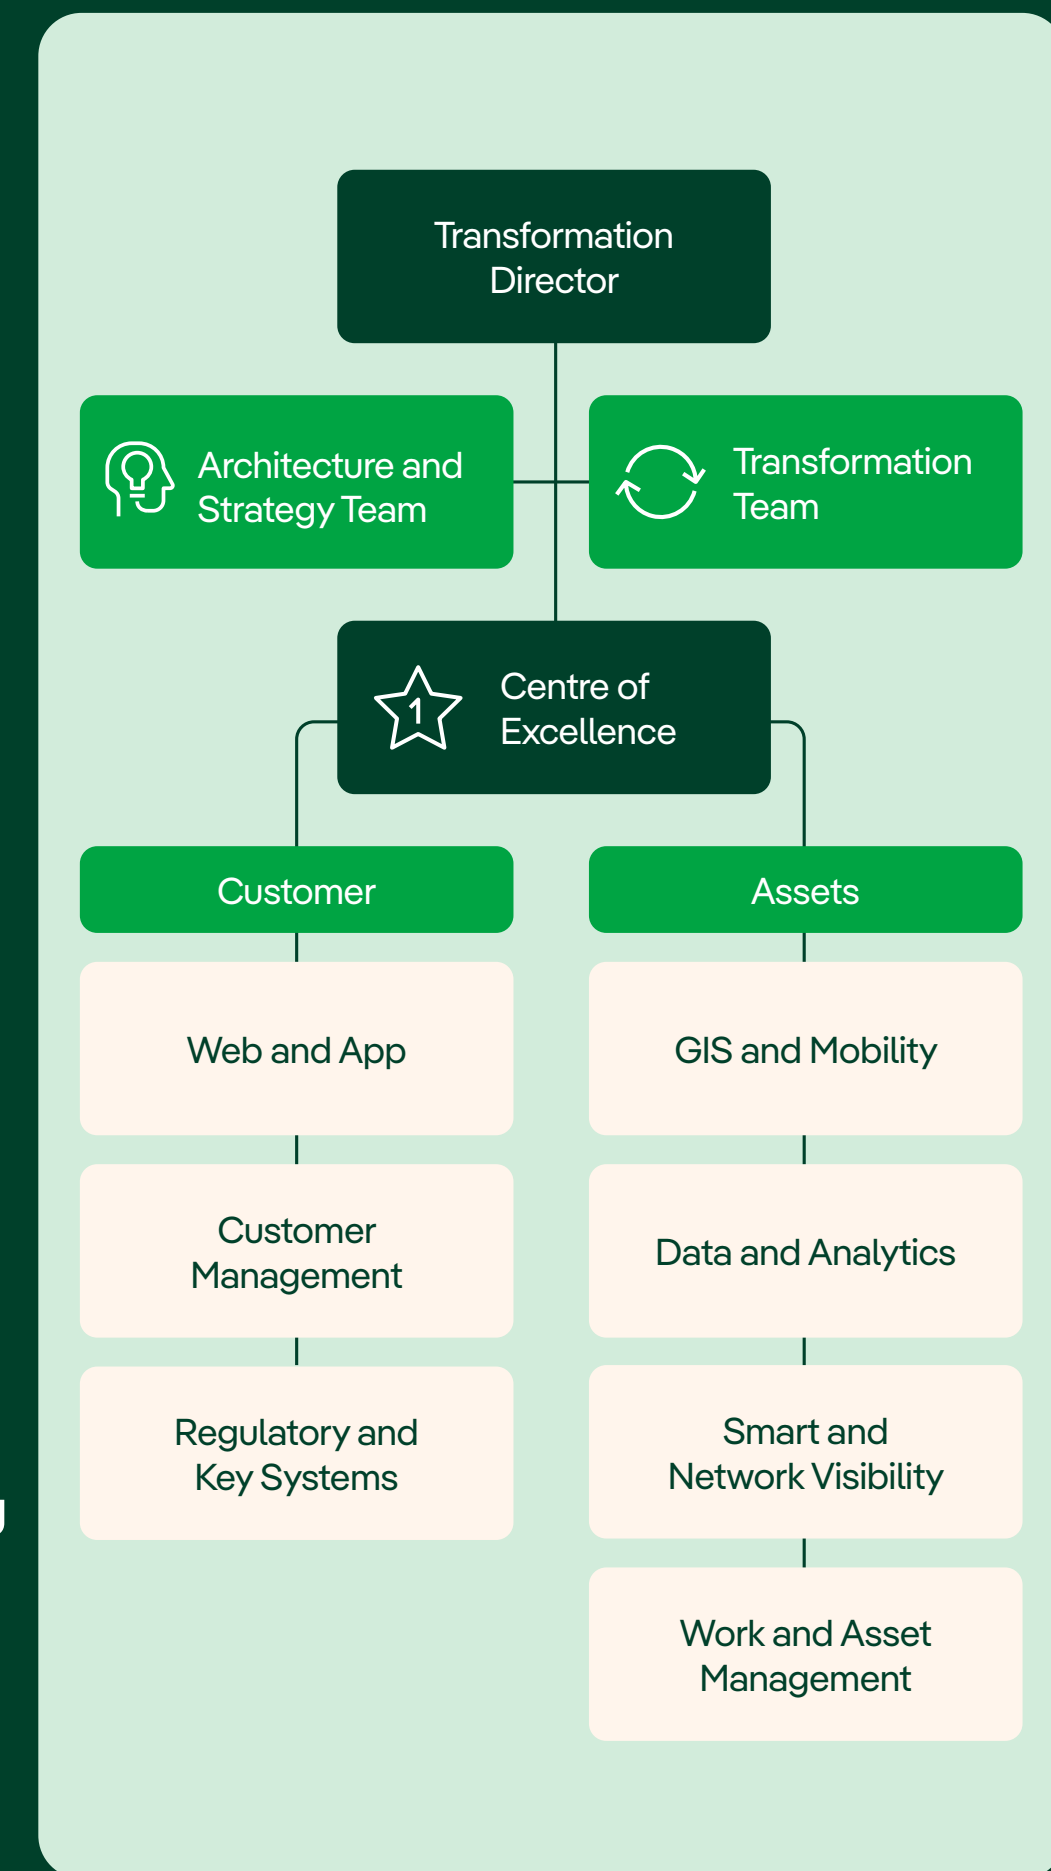 Transformation
Director
Architecture and
Strategy Team
Transformation
Team
1
Centre of
Excellence
Customer
Assets
Web and App
GIS and Mobility
Customer
Management
Data and Analytics
Regulatory and
Key Systems
Smart and
Network Visibility
Work and Asset
Management